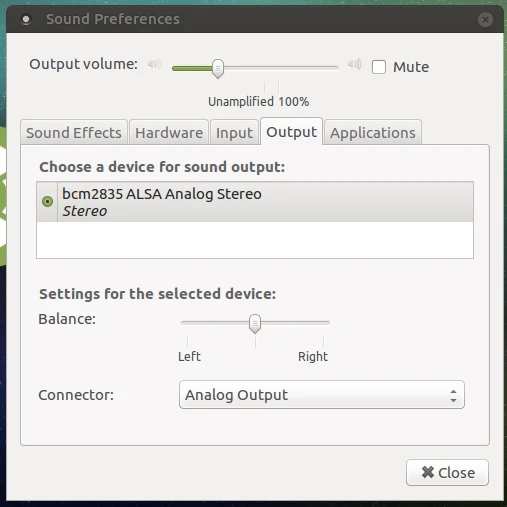 Sound Preferences
Output volume: Mute
Unamplified 100%
Sound Effects Hardware Input Output Applications
Choose a device for sound output:
bcm2835 ALSA Analog Stereo
Stereo
Settings for the selected device:
Balance:
Left Right
Connector: Analog Output
Close